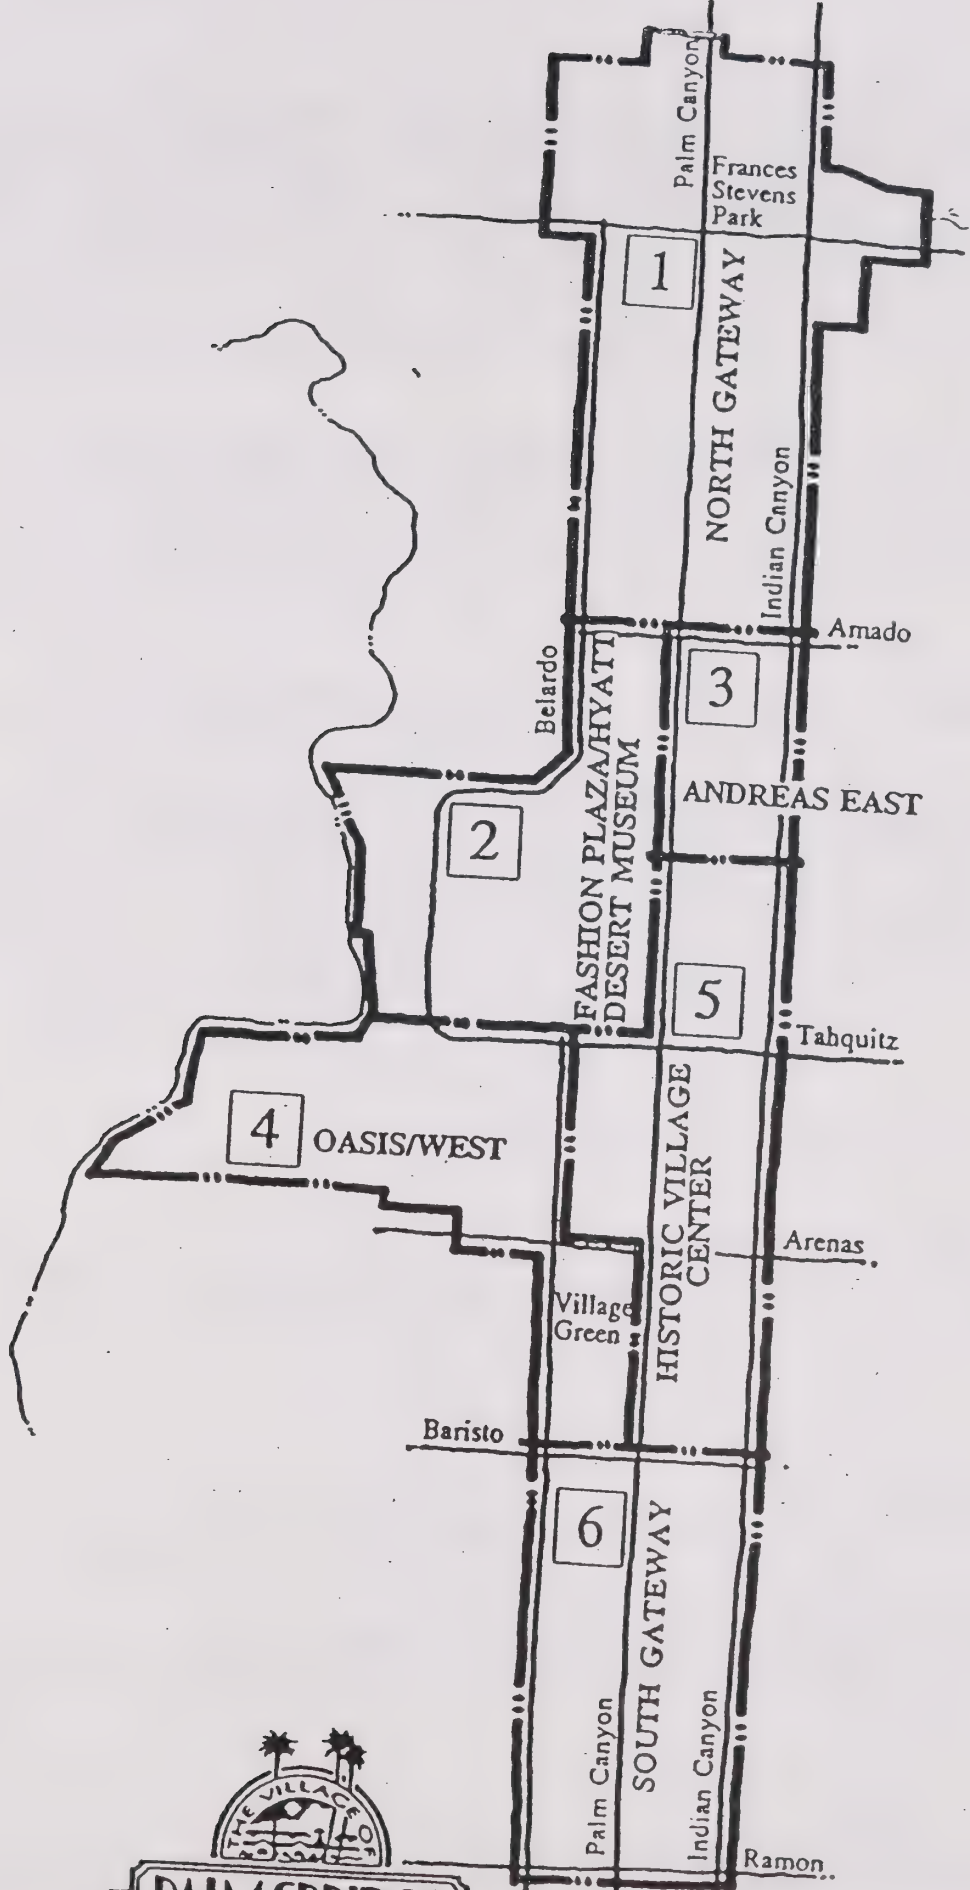 Palm Canyon
Frances
Stevens
Park
1
NORTH GATEWAY
Indian Cnnyon
Amado
Belardo
3
FASHION PLAZA/HYATT
DESERT MUSEUM
ANDREAS EAST
2
5
Tahquitz
4
OASIS/WEST
HISTORIC VILLAGE
CENTER
Arenas
Village
Green
Baristo
6
SOUTH GATEWAY
Palm Canyon
Indian Canyon
THE VILLAGE OF
Ramon